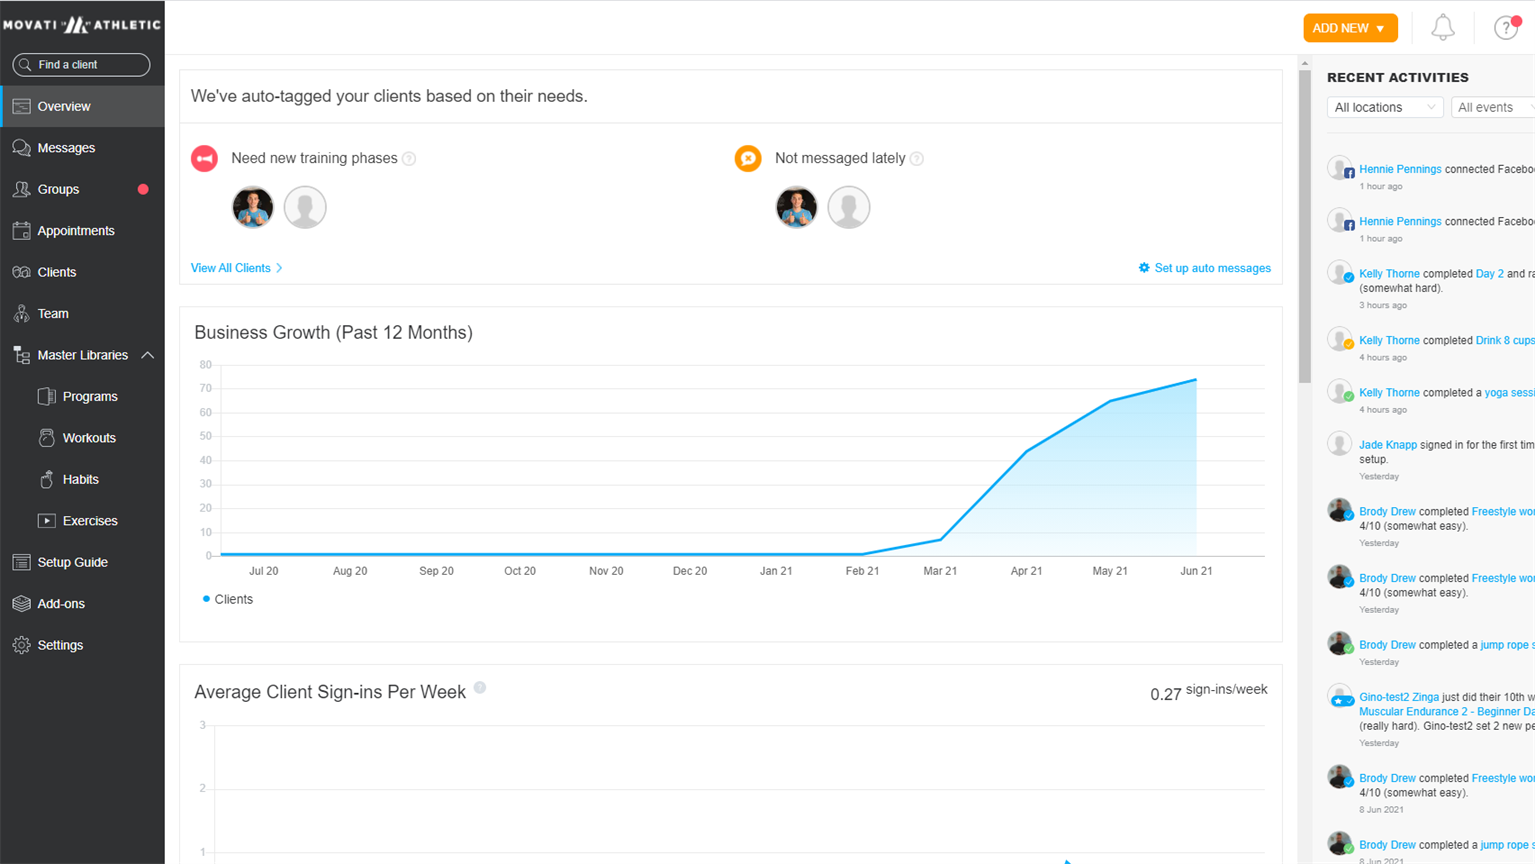 MOVATI ATHLETIC
Find a client
Overview
Messages
Groups
Appointments
Clients
Team
Master Libraries
Programs
Workouts
Habits
Exercises
Setup Guide
Add-ons
Settings
ADD NEW
?
We've auto-tagged your clients based on their needs.
Need new training phases ?
Not messaged lately ?
View All Clients
Set up auto messages
Business Growth (Past 12 Months)
80
70
60
50
40
30
20
10
0
Jul 20 Aug 20 Sep 20 Oct 20 Nov 20 Dec 20 Jan 21 Feb 21 Mar 21 Apr 21 May 21 Jun 21
Clients
Average Client Sign-ins Per Week ?
0.27 sign-ins/week
3
2
1
RECENT ACTIVITIES
All locations All events
Hennie Pennings connected Facebo
1 hour ago
Hennie Pennings connected Facebo
1 hour ago
Kelly Thorne completed Day 2 and ra
(somewhat hard).
3 hours ago
Kelly Thorne completed Drink 8 cups
4 hours ago
Kelly Thorne completed a yoga sessi
4 hours ago
Jade Knapp signed in for the first tim
setup.
Yesterday
Brody Drew completed Freestyle wor
4/10 (somewhat easy).
Yesterday
Brody Drew completed Freestyle wor
4/10 (somewhat easy).
Yesterday
Brody Drew completed a jump rope s
Yesterday
Gino-test2 Zinga just did their 10th w
Muscular Endurance 2 - Beginner Da
(really hard). Gino-test2 set 2 new pe
Yesterday
Brody Drew completed Freestyle wor
4/10 (somewhat easy).
8 Jun 2021
Brody Drew completed a jump rope s
8 Jun 2021